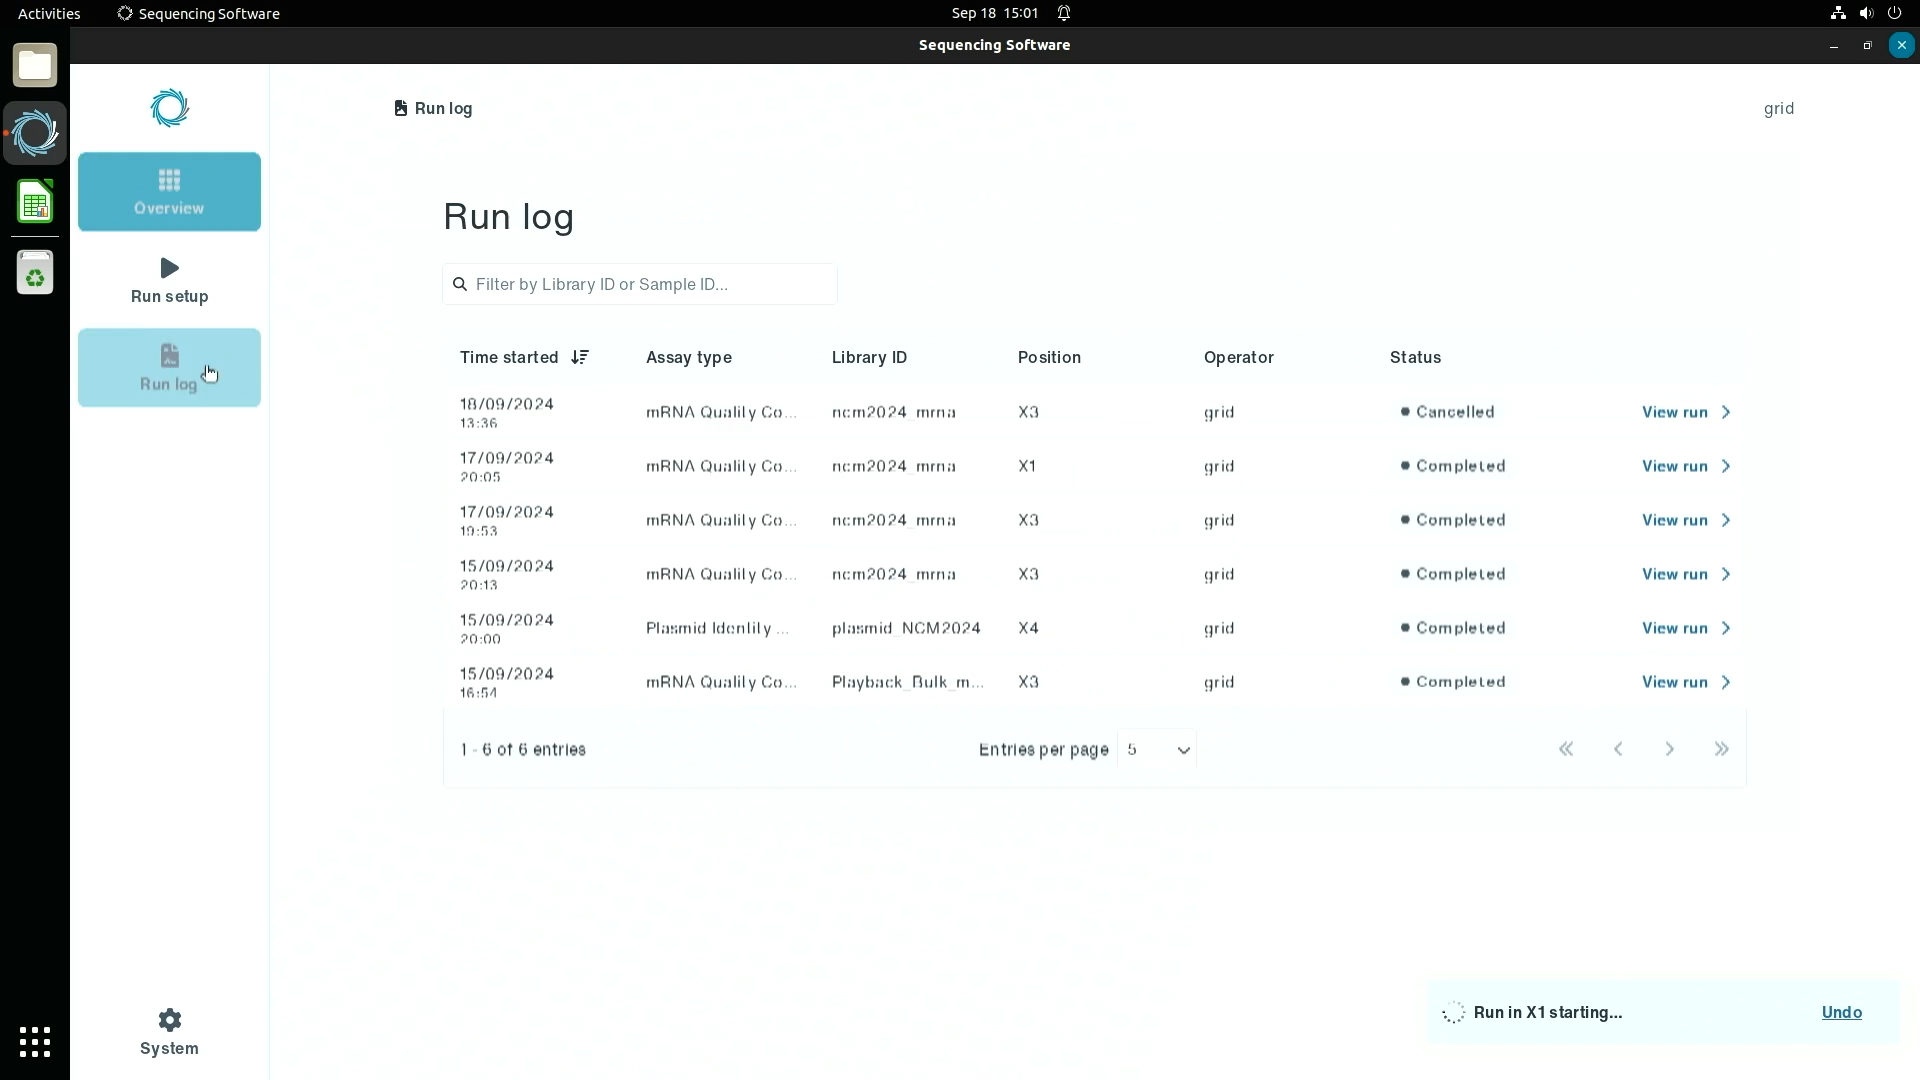 Activities
Sequencing Software
Sep 18 15:01
Sequencing Software
Run log
grid
Overview
Run setup
Run log
System
Run log
Filter by Library ID or Sample ID...
Time started Assay type Library ID Position Operator Status
18/09/2024 13:36 mRNA Quality Co... ncm2024_mrna X3 grid Cancelled View run
17/09/2024 20:05 mRNA Quality Co... ncm2024_mrna X1 grid Completed View run
17/09/2024 19:53 mRNA Quality Co... ncm2024_mrna X3 grid Completed View run
15/09/2024 20:13 mRNA Quality Co... ncm2024_mrna X3 grid Completed View run
15/09/2024 20:00 Plasmid Identity ... plasmid_NCM2024 X4 grid Completed View run
15/09/2024 16:54 mRNA Quality Co... Playback_Bulk_m... X3 grid Completed View run
1 - 6 of 6 entries
Entries per page 5
Run in X1 starting...
Undo